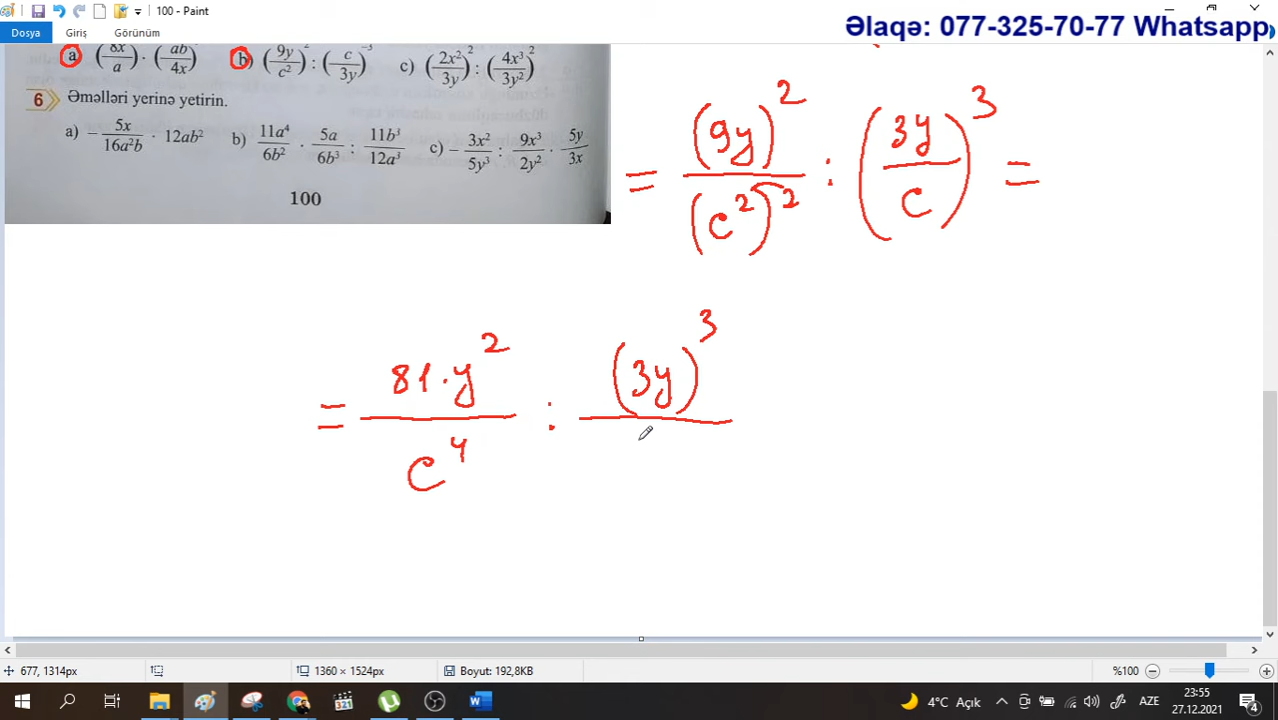 100 - Paint
Əlaqə: 077-325-70-77 Whatsapp
Dosya Giriş Görünüm
a) (8x/a) · (ab/4x) b) (9y/c²)² : (c/3y)⁻³ c) (2x²/3y)² : (4x³/3y²)²
6 Əməlləri yerinə yetirin.
a) −5x/16a²b · 12ab² b) 11a⁴/6b² · 5a/6b³ : 11b³/12a³ c) −3x²/5y³ : 9x³/2y² · 5y/3x
100
= (9y)²/(c²)² : (3y/c)³ =
= 81·y²/c⁴ : (3y)³
677, 1314px 1360 × 1524px Boyut: 192,8KB %100
4°C Açık AZE 23:55
27.12.2021 4